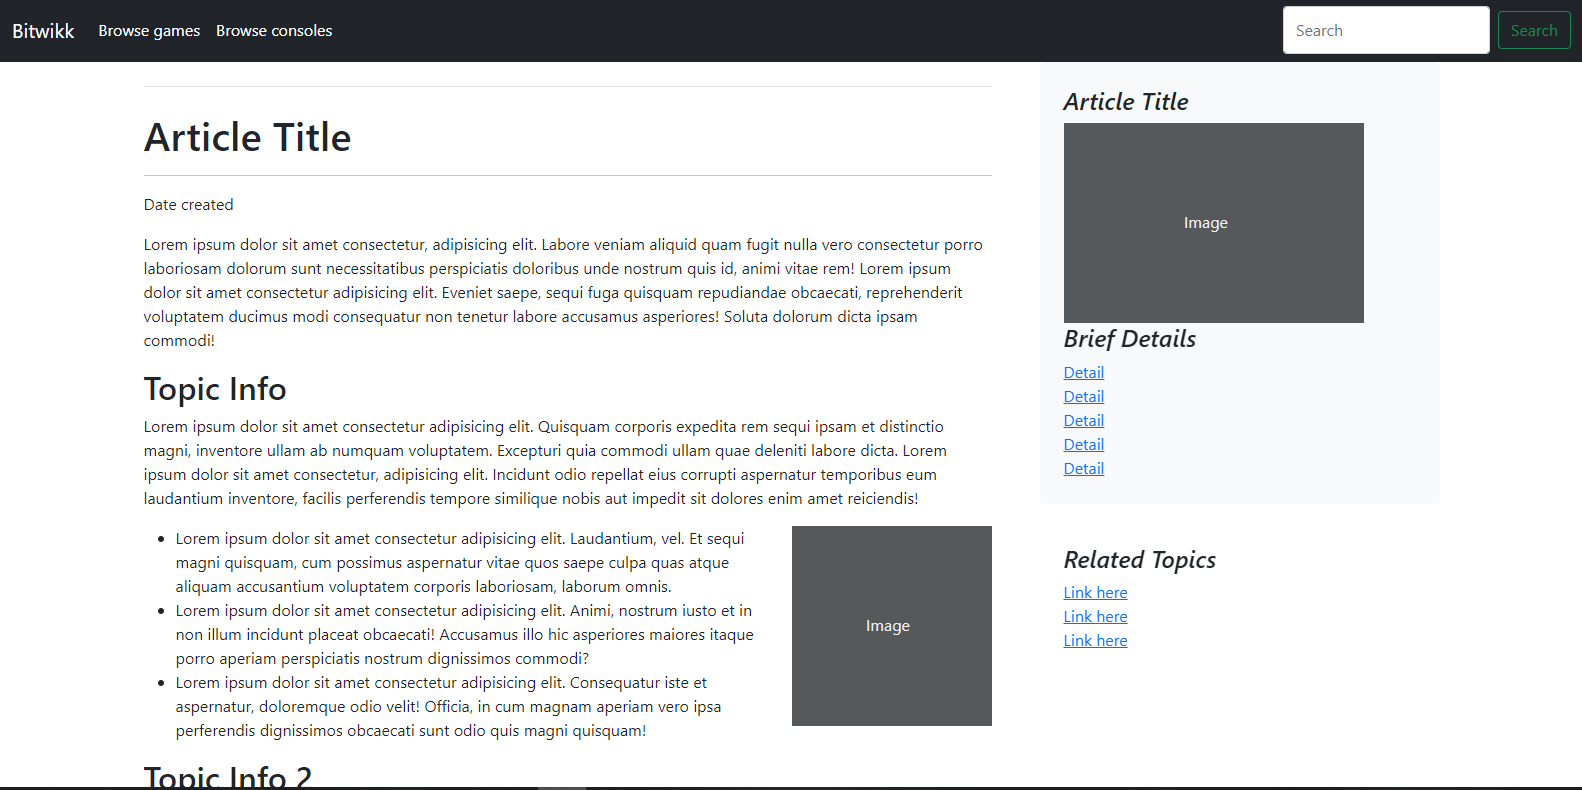 Bitwikk
Browse games
Browse consoles
Search
Search
Article Title
Date created
Lorem ipsum dolor sit amet consectetur, adipisicing elit. Labore veniam aliquid quam fugit nulla vero consectetur porro
laboriosam dolorum sunt necessitatibus perspiciatis doloribus unde nostrum quis id, animi vitae rem! Lorem ipsum
dolor sit amet consectetur adipisicing elit. Eveniet saepe, sequi fuga quisquam repudiandae obcaecati, reprehenderit
voluptatem ducimus modi consequatur non tenetur labore accusamus asperiores! Soluta dolorum dicta ipsam
commodi!
Topic Info
Lorem ipsum dolor sit amet consectetur adipisicing elit. Quisquam corporis expedita rem sequi ipsam et distinctio
magni, inventore ullam ab numquam voluptatem. Excepturi quia commodi ullam quae deleniti labore dicta. Lorem
ipsum dolor sit amet consectetur, adipisicing elit. Incidunt odio repellat eius corrupti aspernatur temporibus eum
laudantium inventore, facilis perferendis tempore similique nobis aut impedit sit dolores enim amet reiciendis!
Lorem ipsum dolor sit amet consectetur adipisicing elit. Laudantium, vel. Et sequi
magni quisquam, cum possimus aspernatur vitae quos saepe culpa quas atque
aliquam accusantium voluptatem corporis laboriosam, laborum omnis.
Lorem ipsum dolor sit amet consectetur adipisicing elit. Animi, nostrum iusto et in
non illum incidunt placeat obcaecati! Accusamus illo hic asperiores maiores itaque
porro aperiam perspiciatis nostrum dignissimos commodi?
Lorem ipsum dolor sit amet consectetur adipisicing elit. Consequatur iste et
aspernatur, doloremque odio velit! Officia, in cum magnam aperiam vero ipsa
perferendis dignissimos obcaecati sunt odio quis magni quisquam!
Image
Topic Info 2
Article Title
Image
Brief Details
Detail
Detail
Detail
Detail
Detail
Related Topics
Link here
Link here
Link here